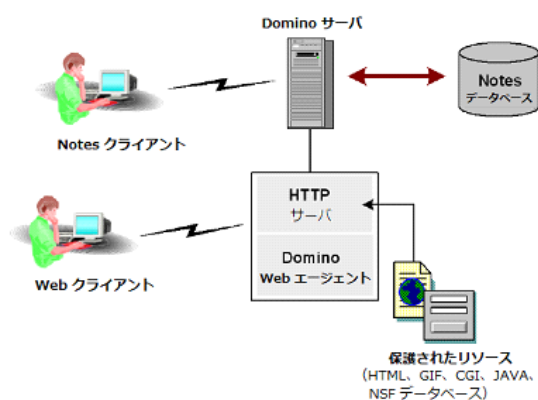 Domino サーバ
Notes
データベース
Notes クライアント
HTTP
サーバ
Domino
Web エージェント
Web クライアント
保護されたリソース
（HTML、GIF、CGI、JAVA、
NSF データベース）